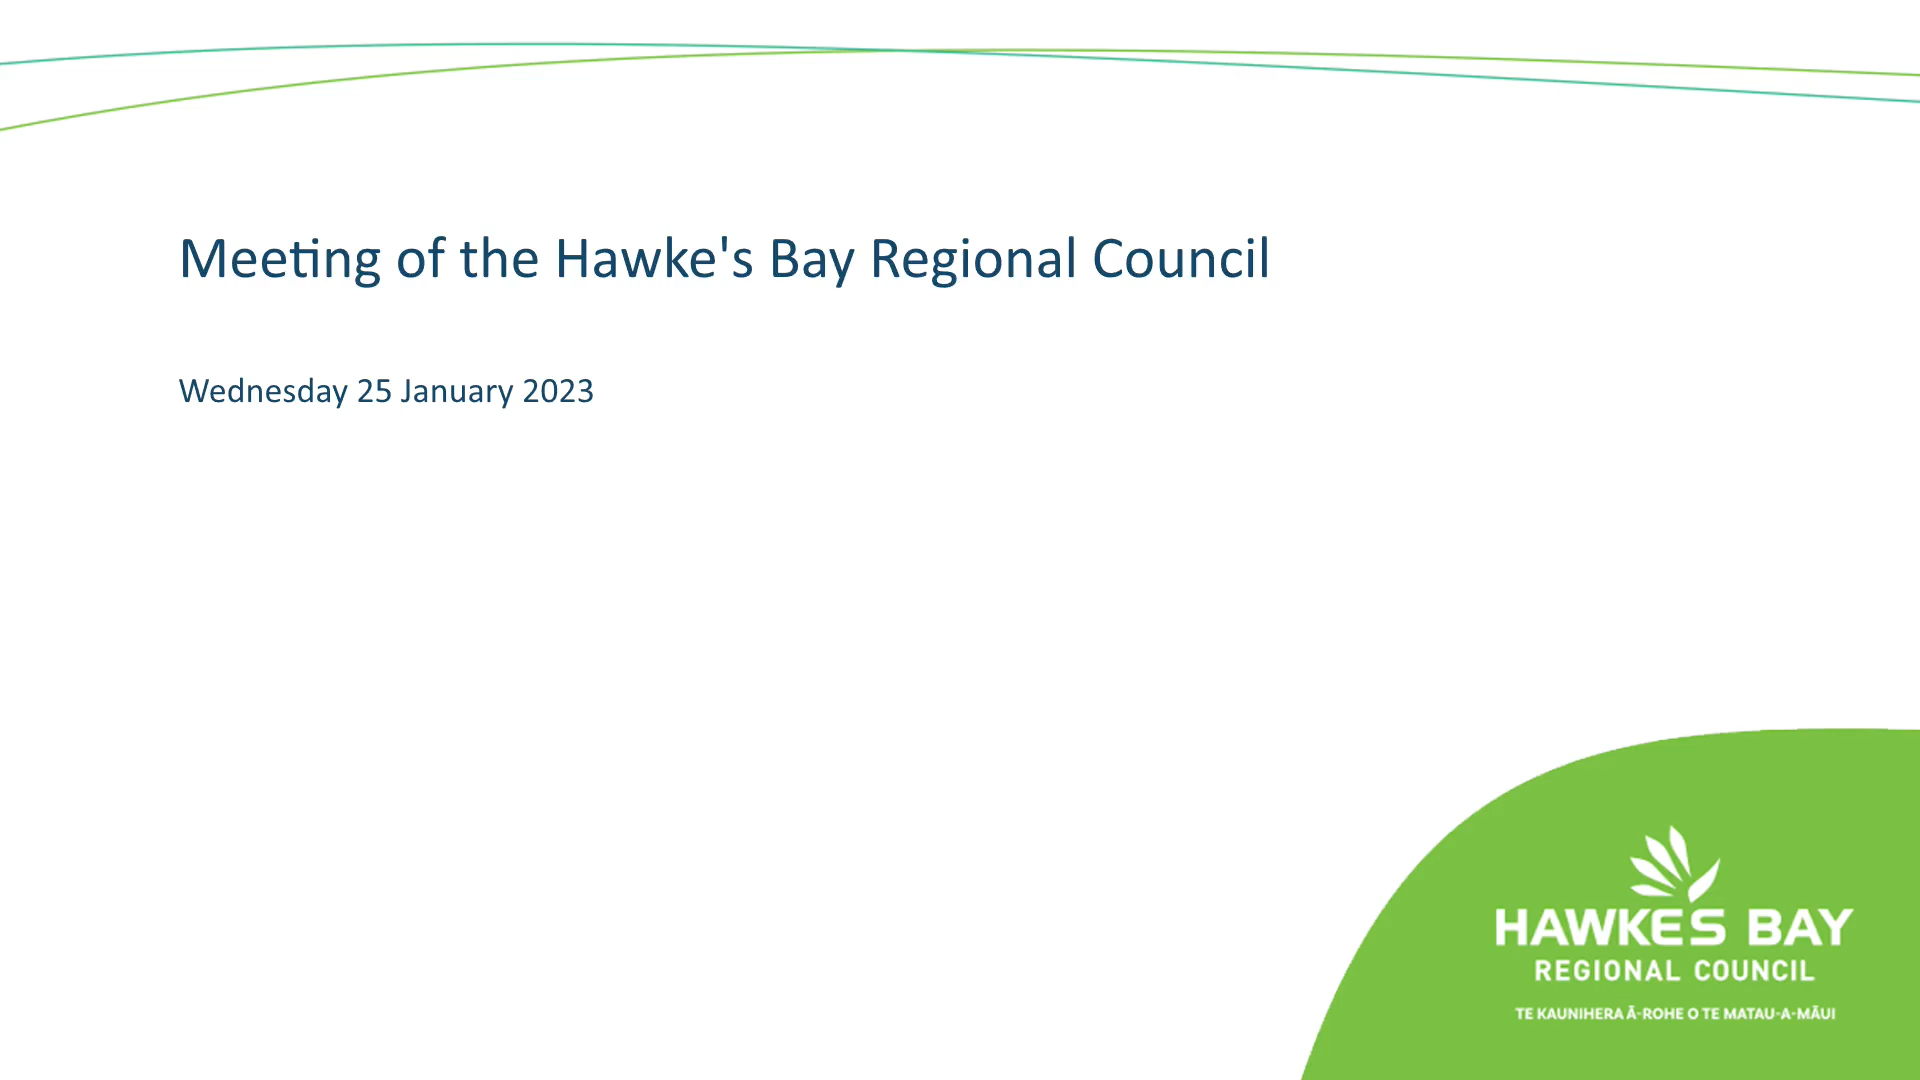 Meeting of the Hawke's Bay Regional Council
Wednesday 25 January 2023
HAWKE'S BAY
REGIONAL COUNCIL
TE KAUNIHERA Ā-ROHE O TE MATAU-A-MĀUI